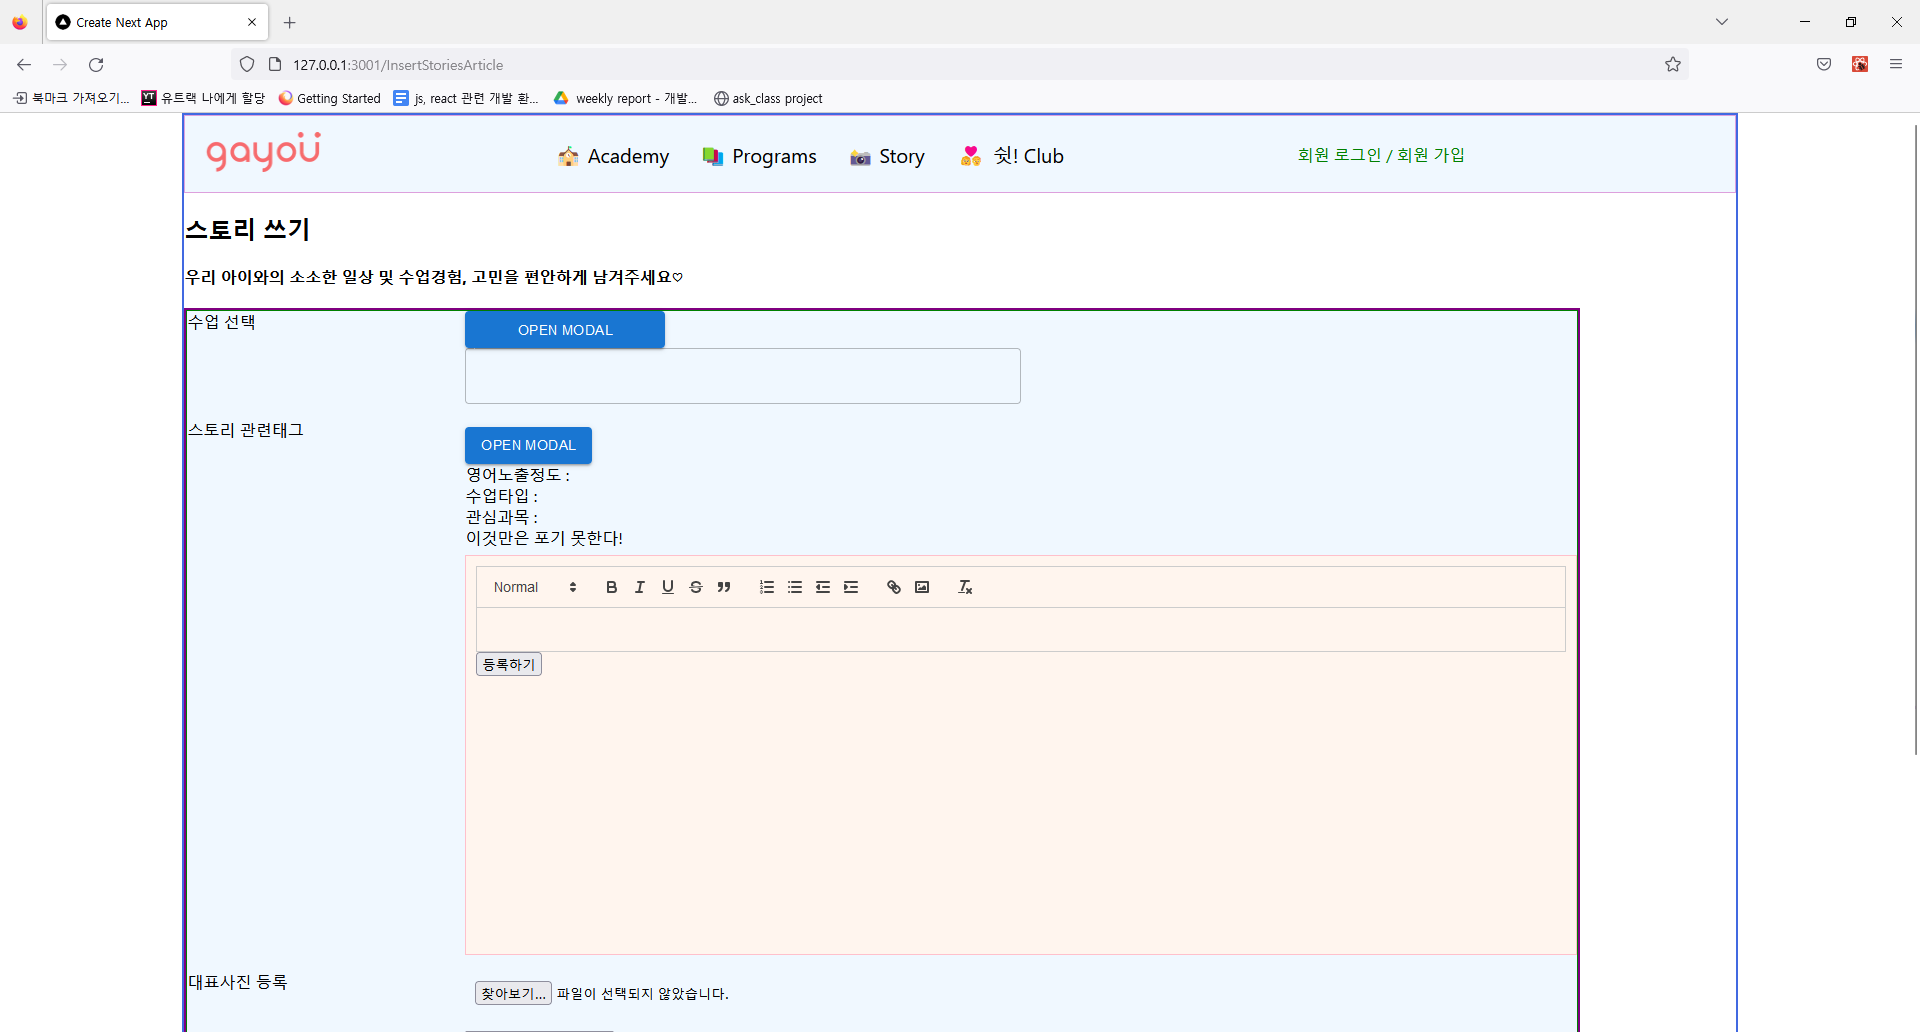 Create Next App
127.0.0.1:3001/InsertStoriesArticle
북마크 가져오기...
YT 유트랙 나에게 할당
Getting Started
js, react 관련 개발 환...
weekly report - 개발...
ask_class project
gayoü
Academy
Programs
Story
쉿! Club
회원 로그인 / 회원 가입
스토리 쓰기
우리 아이와의 소소한 일상 및 수업경험, 고민을 편안하게 남겨주세요♡
수업 선택
OPEN MODAL
스토리 관련태그
OPEN MODAL
영어노출정도 :
수업타입 :
관심과목 :
이것만은 포기 못한다!
Normal
등록하기
대표사진 등록
찾아보기... 파일이 선택되지 않았습니다.